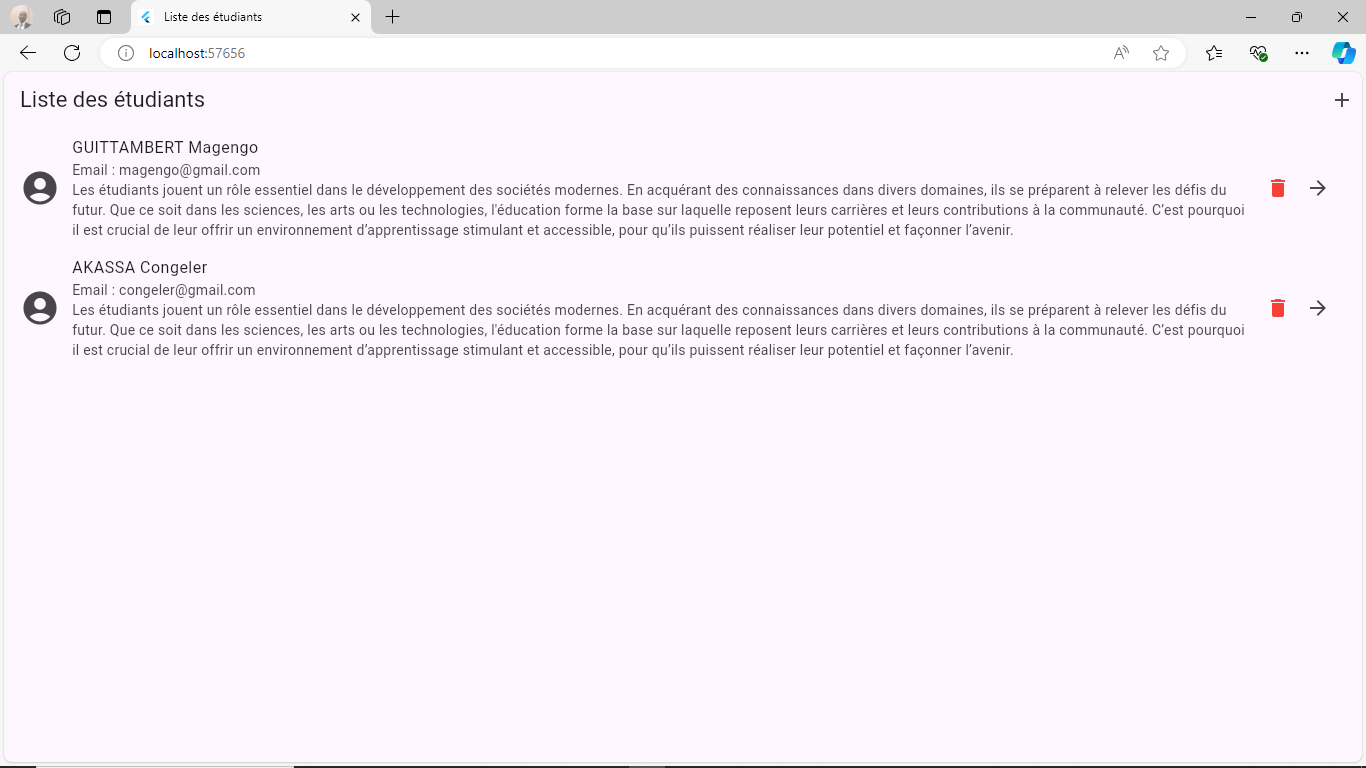 Liste des étudiants
localhost:57656
Liste des étudiants
GUITTAMBERT Magengo
Email : magengo@gmail.com
Les étudiants jouent un rôle essentiel dans le développement des sociétés modernes. En acquérant des connaissances dans divers domaines, ils se préparent à relever les défis du
futur. Que ce soit dans les sciences, les arts ou les technologies, l'éducation forme la base sur laquelle reposent leurs carrières et leurs contributions à la communauté. C’est pourquoi
il est crucial de leur offrir un environnement d’apprentissage stimulant et accessible, pour qu’ils puissent réaliser leur potentiel et façonner l’avenir.
AKASSA Congeler
Email : congeler@gmail.com
Les étudiants jouent un rôle essentiel dans le développement des sociétés modernes. En acquérant des connaissances dans divers domaines, ils se préparent à relever les défis du
futur. Que ce soit dans les sciences, les arts ou les technologies, l'éducation forme la base sur laquelle reposent leurs carrières et leurs contributions à la communauté. C’est pourquoi
il est crucial de leur offrir un environnement d’apprentissage stimulant et accessible, pour qu’ils puissent réaliser leur potentiel et façonner l’avenir.